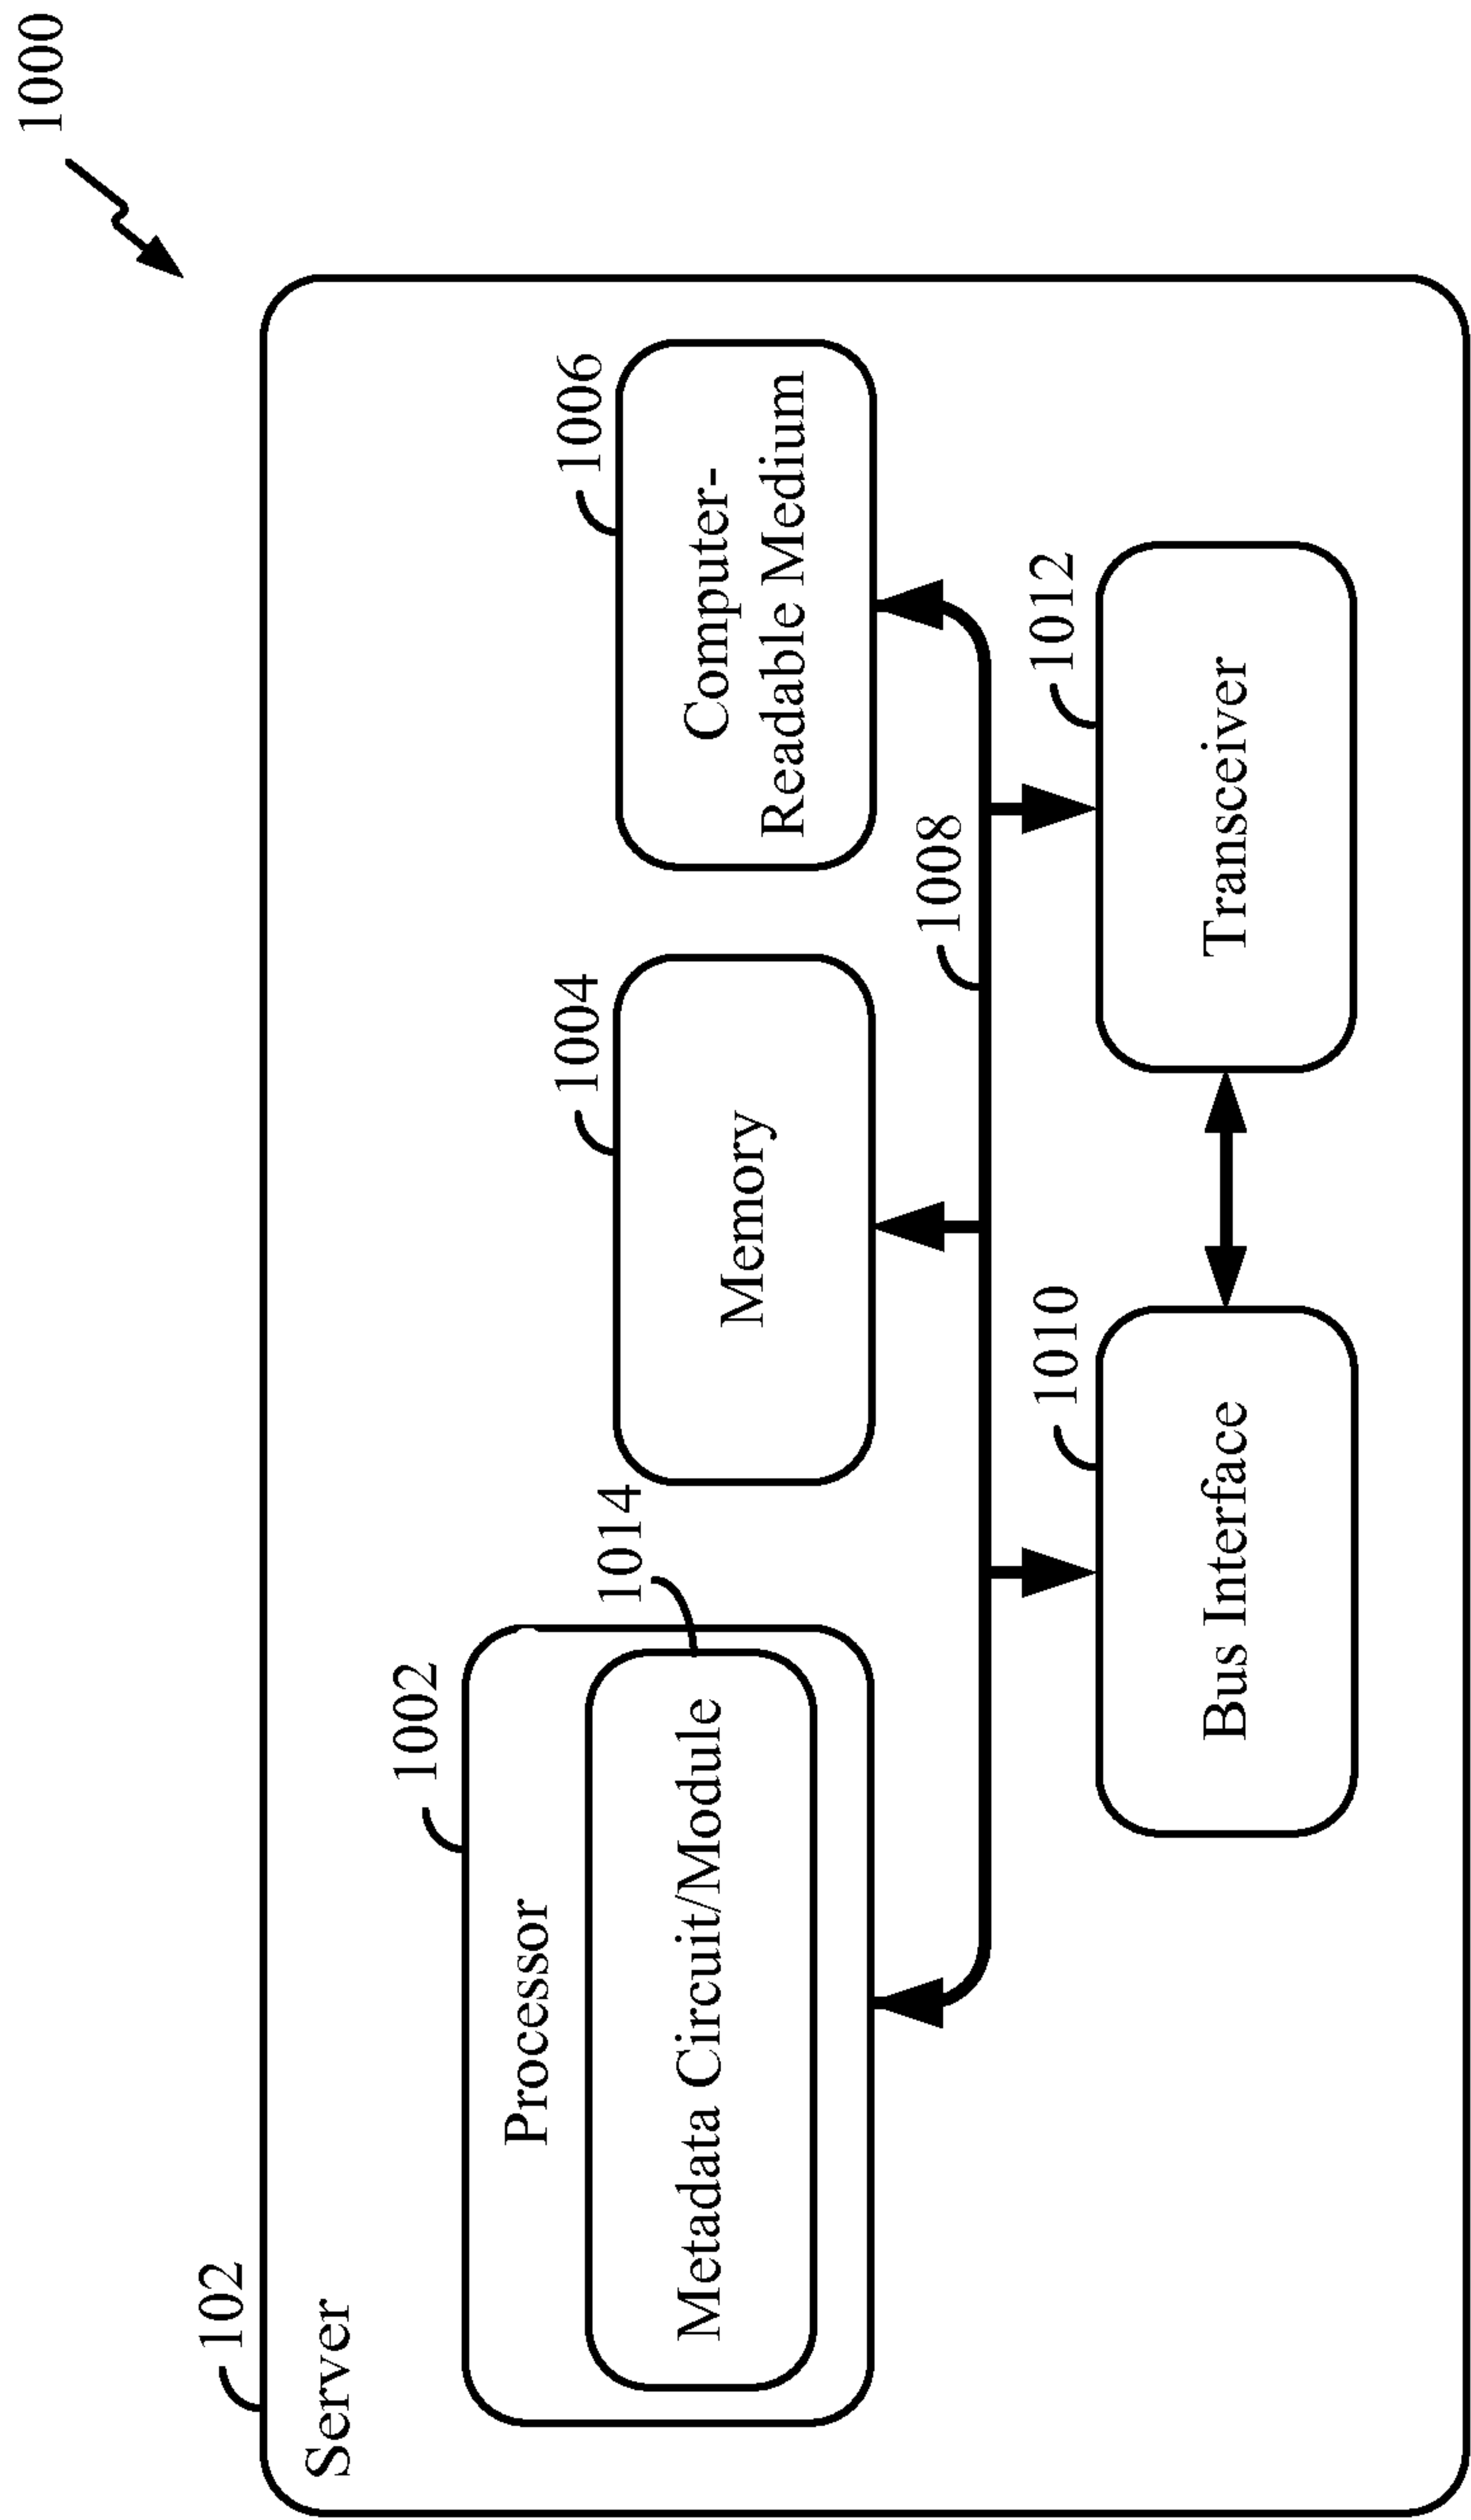 1000
102
Server
1002
Processor
1014
Metadata Circuit/Module
1004
Memory
1006
Computer-
Readable Medium
1008
1010
Bus Interface
1012
Transceiver